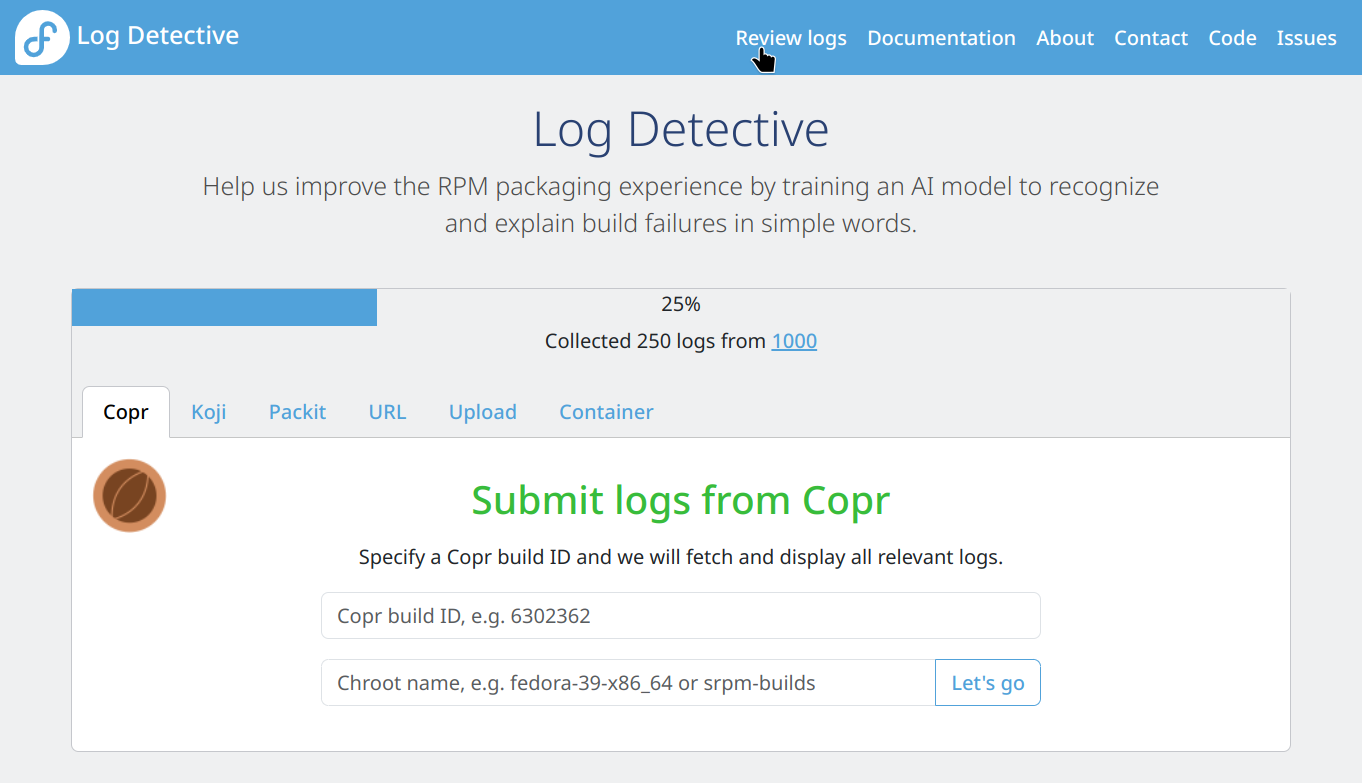 Log Detective
Review logs Documentation About Contact Code Issues
Log Detective
Help us improve the RPM packaging experience by training an AI model to recognize
and explain build failures in simple words.
25%
Collected 250 logs from 1000
Copr Koji Packit URL Upload Container
Submit logs from Copr
Specify a Copr build ID and we will fetch and display all relevant logs.
Copr build ID, e.g. 6302362
Chroot name, e.g. fedora-39-x86_64 or srpm-builds
Let's go